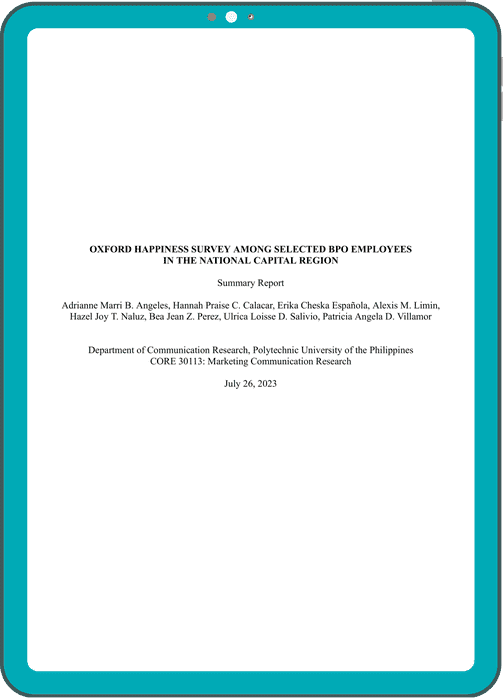 OXFORD HAPPINESS SURVEY AMONG SELECTED BPO EMPLOYEES
IN THE NATIONAL CAPITAL REGION
Summary Report
Adrianne Marri B. Angeles, Hannah Praise C. Calacar, Erika Cheska Española, Alexis M. Limin,
Hazel Joy T. Naluz, Bea Jean Z. Perez, Ulrica Loisse D. Salivio, Patricia Angela D. Villamor
Department of Communication Research, Polytechnic University of the Philippines
CORE 30113: Marketing Communication Research
July 26, 2023